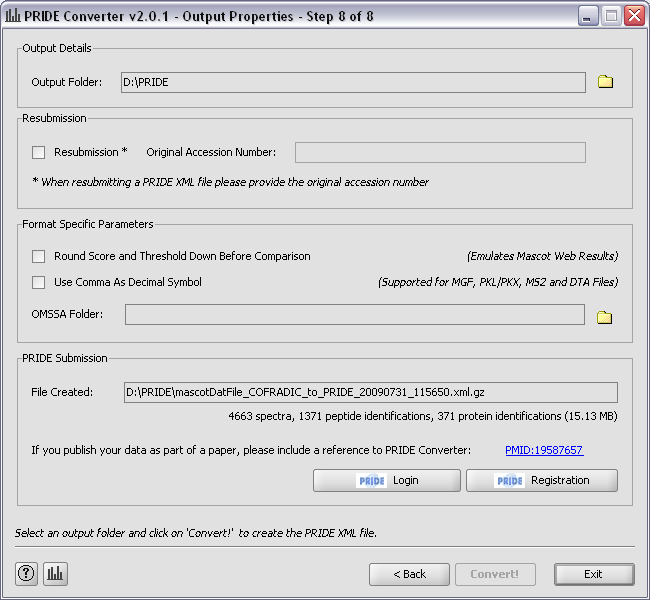 PRIDE Converter v2.0.1 - Output Properties - Step 8 of 8
Output Details
Output Folder: D:\PRIDE
Resubmission
Resubmission * Original Accession Number:
* When resubmitting a PRIDE XML file please provide the original accession number
Format Specific Parameters
Round Score and Threshold Down Before Comparison (Emulates Mascot Web Results)
Use Comma As Decimal Symbol (Supported for MGF, PKL/PKX, MS2 and DTA Files)
OMSSA Folder:
PRIDE Submission
File Created: D:\PRIDE\mascotDatFile_COFRADIC_to_PRIDE_20090731_115650.xml.gz
4663 spectra, 1371 peptide identifications, 371 protein identifications (15.13 MB)
If you publish your data as part of a paper, please include a reference to PRIDE Converter: PMID:19587657
PRIDE Login PRIDE Registration
Select an output folder and click on 'Convert!' to create the PRIDE XML file.
? < Back Convert! Exit